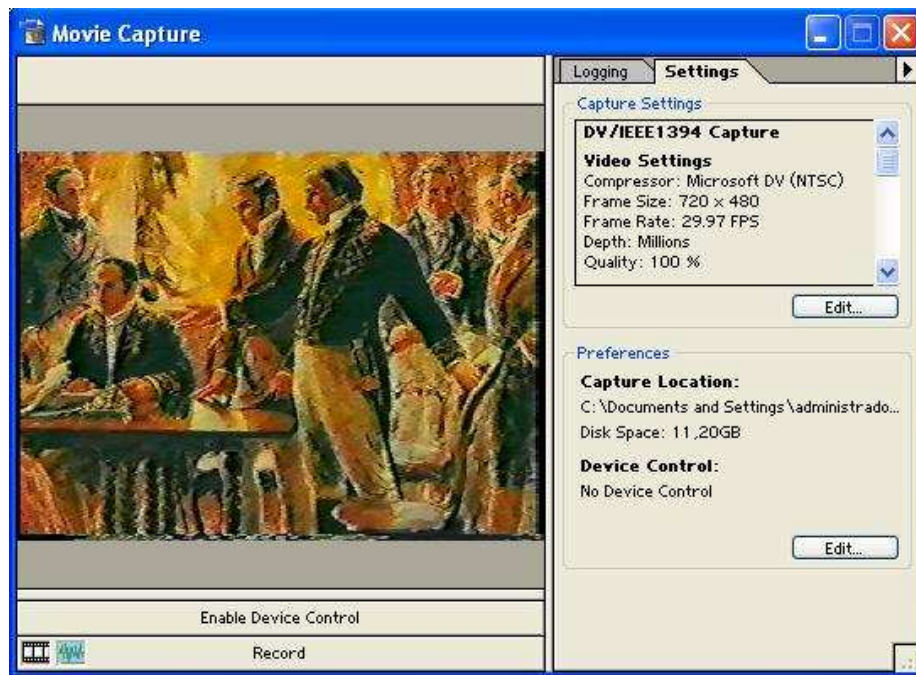 Movie Capture
Logging
Settings
Capture Settings
DV/IEEE1394 Capture
Video Settings
Compressor: Microsoft DV (NTSC)
Frame Size: 720 × 480
Frame Rate: 29.97 FPS
Depth: Millions
Quality: 100 %
Edit...
Preferences
Capture Location:
C:\Documents and Settings\administrado...
Disk Space: 11,20GB
Device Control:
No Device Control
Edit...
Enable Device Control
Record